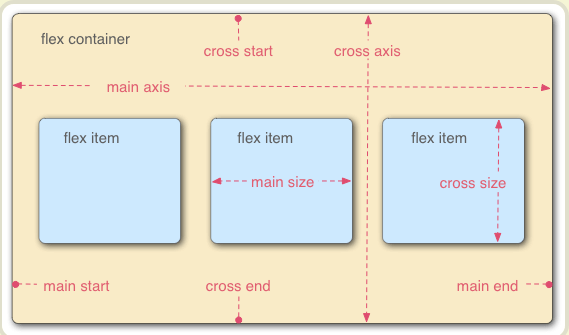 flex container
cross start
cross axis
main axis
flex item
flex item
flex item
main size
cross size
main start
cross end
main end